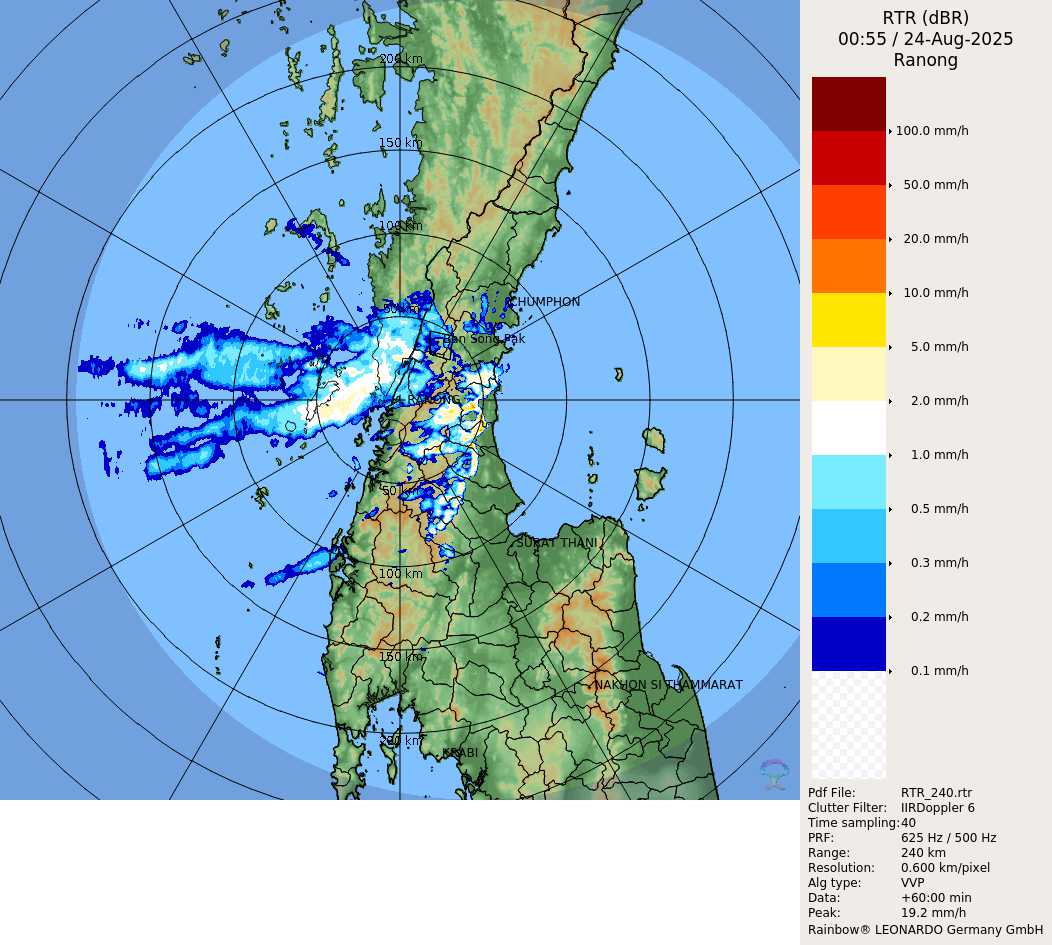 RTR (dBR)
00:55 / 24-Aug-2025
Ranong
200 km
150 km
100 km
50 km
CHUMPHON
Ban Song Pak
RANONG
50 km
SURAT THANI
100 km
150 km
NAKHON SI THAMMARAT
200 km
KRABI
100.0 mm/h
50.0 mm/h
20.0 mm/h
10.0 mm/h
5.0 mm/h
2.0 mm/h
1.0 mm/h
0.5 mm/h
0.3 mm/h
0.2 mm/h
0.1 mm/h
Pdf File: RTR_240.rtr
Clutter Filter: IIRDoppler 6
Time sampling:40
PRF: 625 Hz / 500 Hz
Range: 240 km
Resolution: 0.600 km/pixel
Alg type: VVP
Data: +60:00 min
Peak: 19.2 mm/h
Rainbow® LEONARDO Germany GmbH